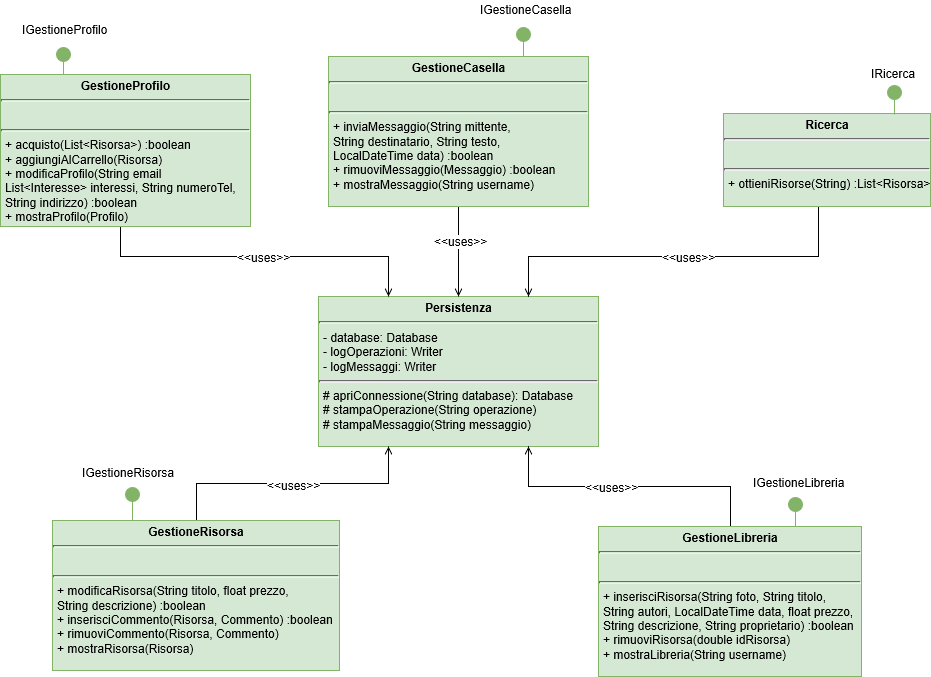 IGestioneProfilo
GestioneProfilo
+ acquisto(List<Risorsa>) :boolean
+ aggiungiAlCarrello(Risorsa)
+ modificaProfilo(String email
List<Interesse> interessi, String numeroTel,
String indirizzo) :boolean
+ mostraProfilo(Profilo)
IGestioneCasella
GestioneCasella
+ inviaMessaggio(String mittente,
String destinatario, String testo,
LocalDateTime data) :boolean
+ rimuoviMessaggio(Messaggio) :boolean
+ mostraMessaggio(String username)
IRicerca
Ricerca
+ ottieniRisorse(String) :List<Risorsa>
<<uses>>
<<uses>>
<<uses>>
Persistenza
- database: Database
- logOperazioni: Writer
- logMessaggi: Writer
# apriConnessione(String database): Database
# stampaOperazione(String operazione)
# stampaMessaggio(String messaggio)
<<uses>>
<<uses>>
IGestioneRisorsa
GestioneRisorsa
+ modificaRisorsa(String titolo, float prezzo,
String descrizione) :boolean
+ inserisciCommento(Risorsa, Commento) :boolean
+ rimuoviCommento(Risorsa, Commento)
+ mostraRisorsa(Risorsa)
IGestioneLibreria
GestioneLibreria
+ inserisciRisorsa(String foto, String titolo,
String autori, LocalDateTime data, float prezzo,
String descrizione, String proprietario) :boolean
+ rimuoviRisorsa(double idRisorsa)
+ mostraLibreria(String username)